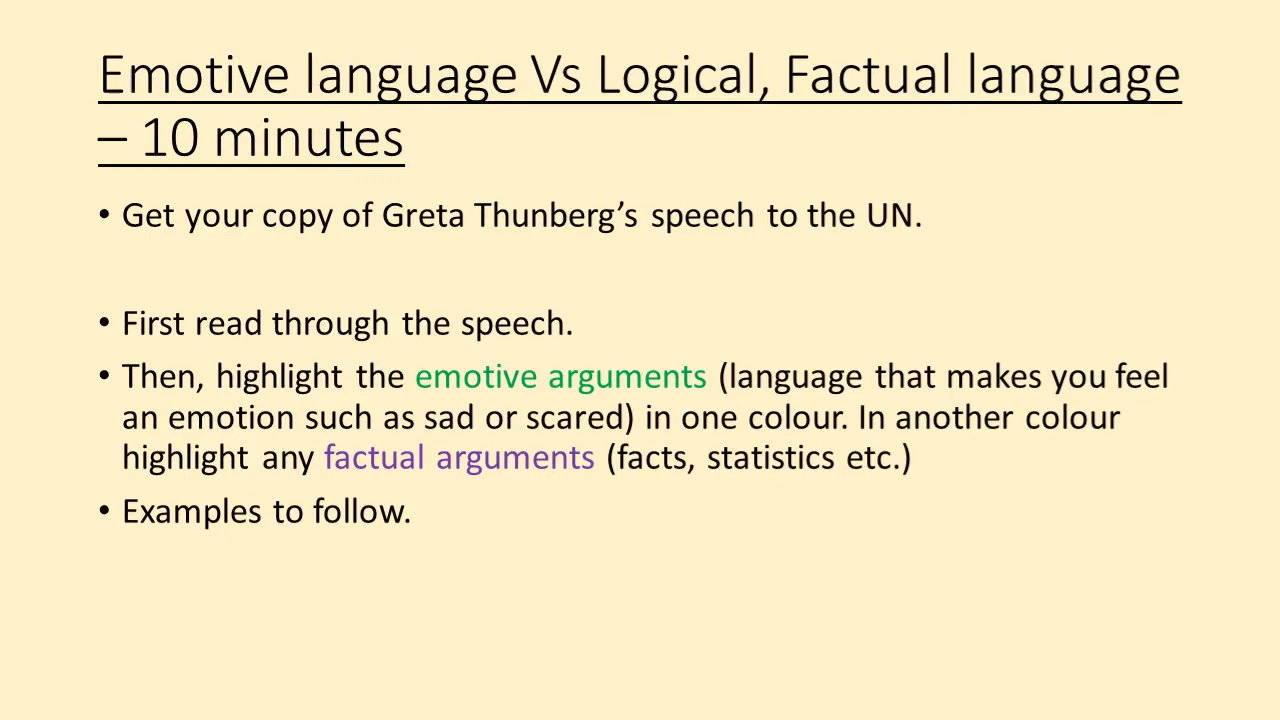 Emotive language Vs Logical, Factual language
– 10 minutes
• Get your copy of Greta Thunberg’s speech to the UN.
• First read through the speech.
• Then, highlight the emotive arguments (language that makes you feel
an emotion such as sad or scared) in one colour. In another colour
highlight any factual arguments (facts, statistics etc.)
• Examples to follow.